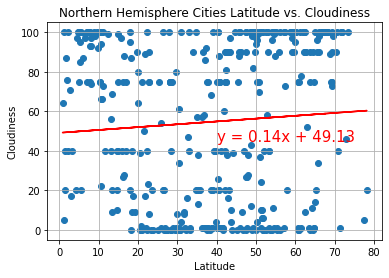 Northern Hemisphere Cities Latitude vs. Cloudiness
100
80
60
40
20
0
Cloudiness
y = 0.14x + 49.13
0 10 20 30 40 50 60 70 80
Latitude